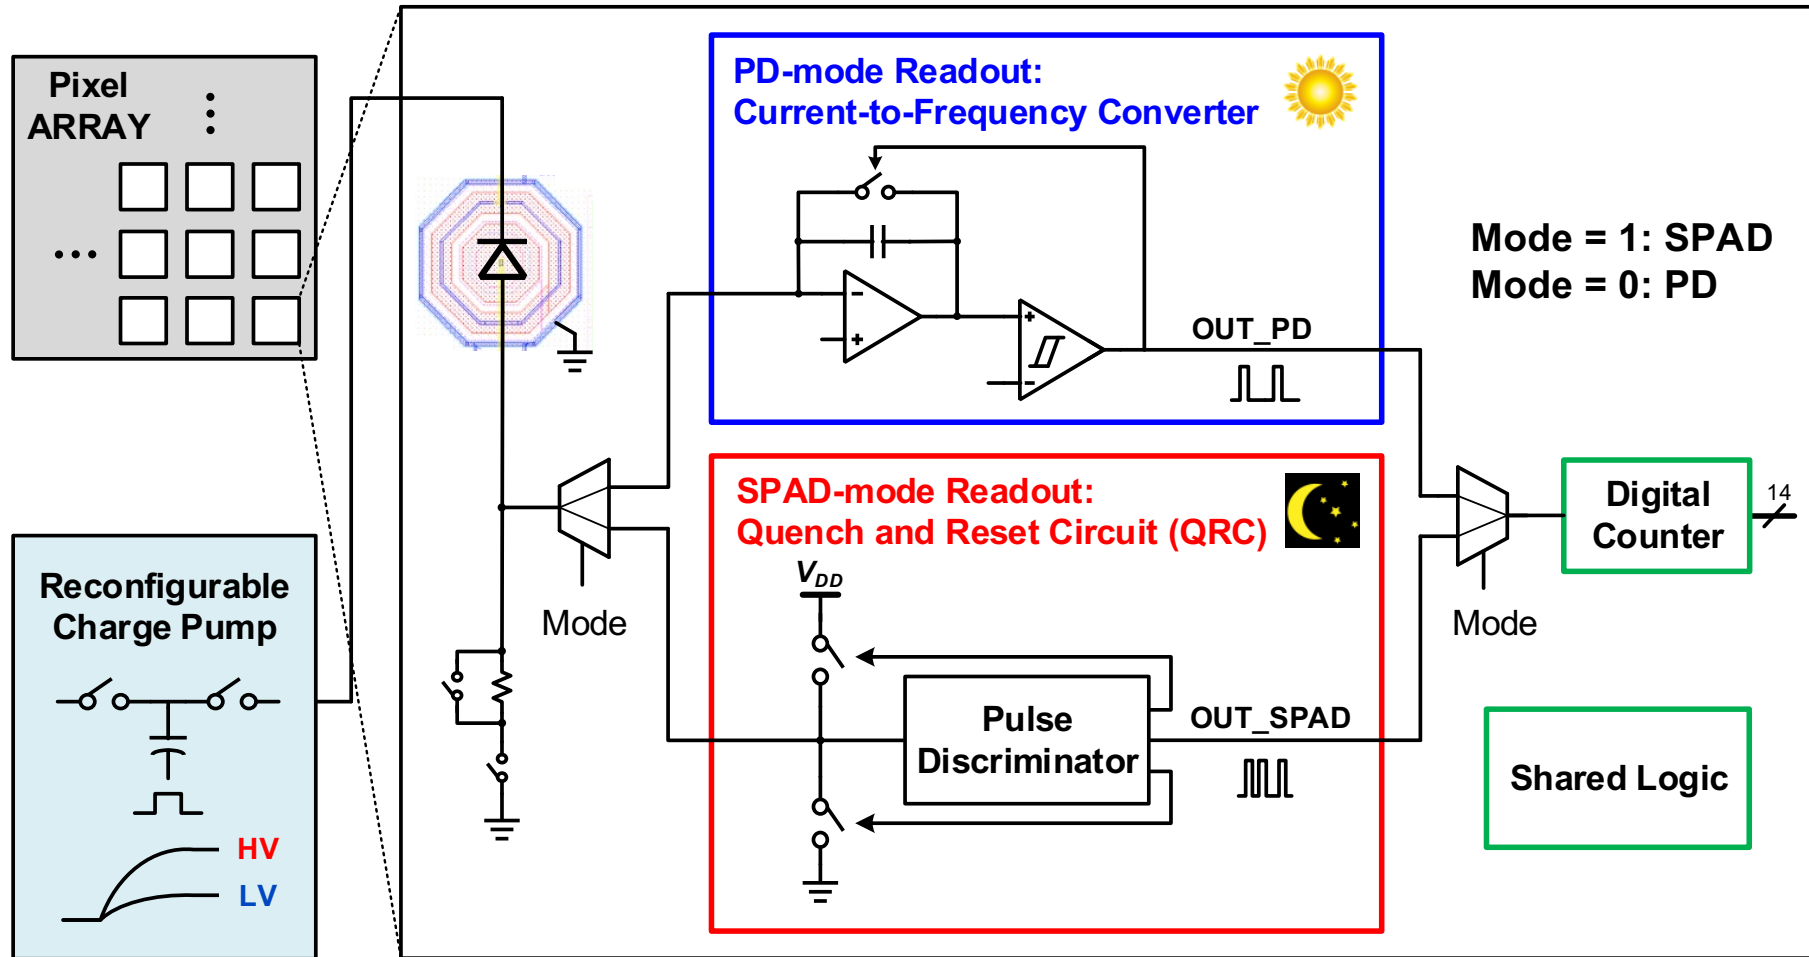 Pixel
ARRAY
Reconfigurable
Charge Pump
HV
LV
PD-mode Readout:
Current-to-Frequency Converter
OUT_PD
Mode = 1: SPAD
Mode = 0: PD
Mode
SPAD-mode Readout:
Quench and Reset Circuit (QRC)
VDD
Pulse
Discriminator
OUT_SPAD
Mode
Digital
Counter
14
Shared Logic